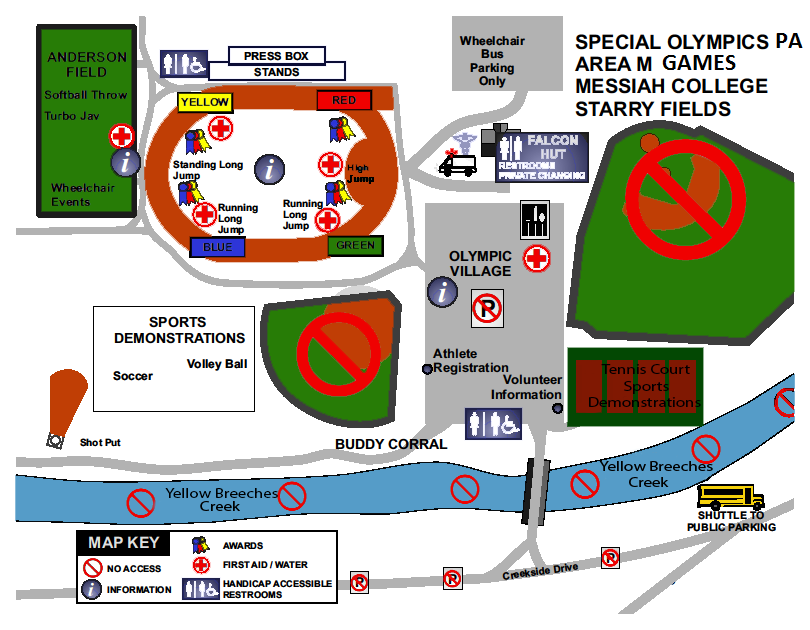 SPECIAL OLYMPICS PA
AREA M GAMES
MESSIAH COLLEGE
STARRY FIELDS
Wheelchair
Bus
Parking
Only
PRESS BOX
STANDS
ANDERSON
FIELD
Softball Throw
Turbo Jav
i
Wheelchair
Events
YELLOW
RED
Standing Long
Jump
i
High
Jump
Running
Long
Jump
Running
Long
Jump
BLUE
GREEN
FALCON
HUT
RESTROOMS
PRIVATE CHANGING
OLYMPIC
VILLAGE
i
P
Athlete
Registration
Volunteer
Information
SPORTS
DEMONSTRATIONS
Volley Ball
Soccer
Shot Put
BUDDY CORRAL
Tennis Court
Sports
Demonstrations
Yellow Breeches
Creek
Yellow Breeches
Creek
SHUTTLE TO
PUBLIC PARKING
MAP KEY
NO ACCESS
i INFORMATION
AWARDS
FIRST AID / WATER
HANDICAP ACCESSIBLE
RESTROOMS
P
P
Creekside Drive
P